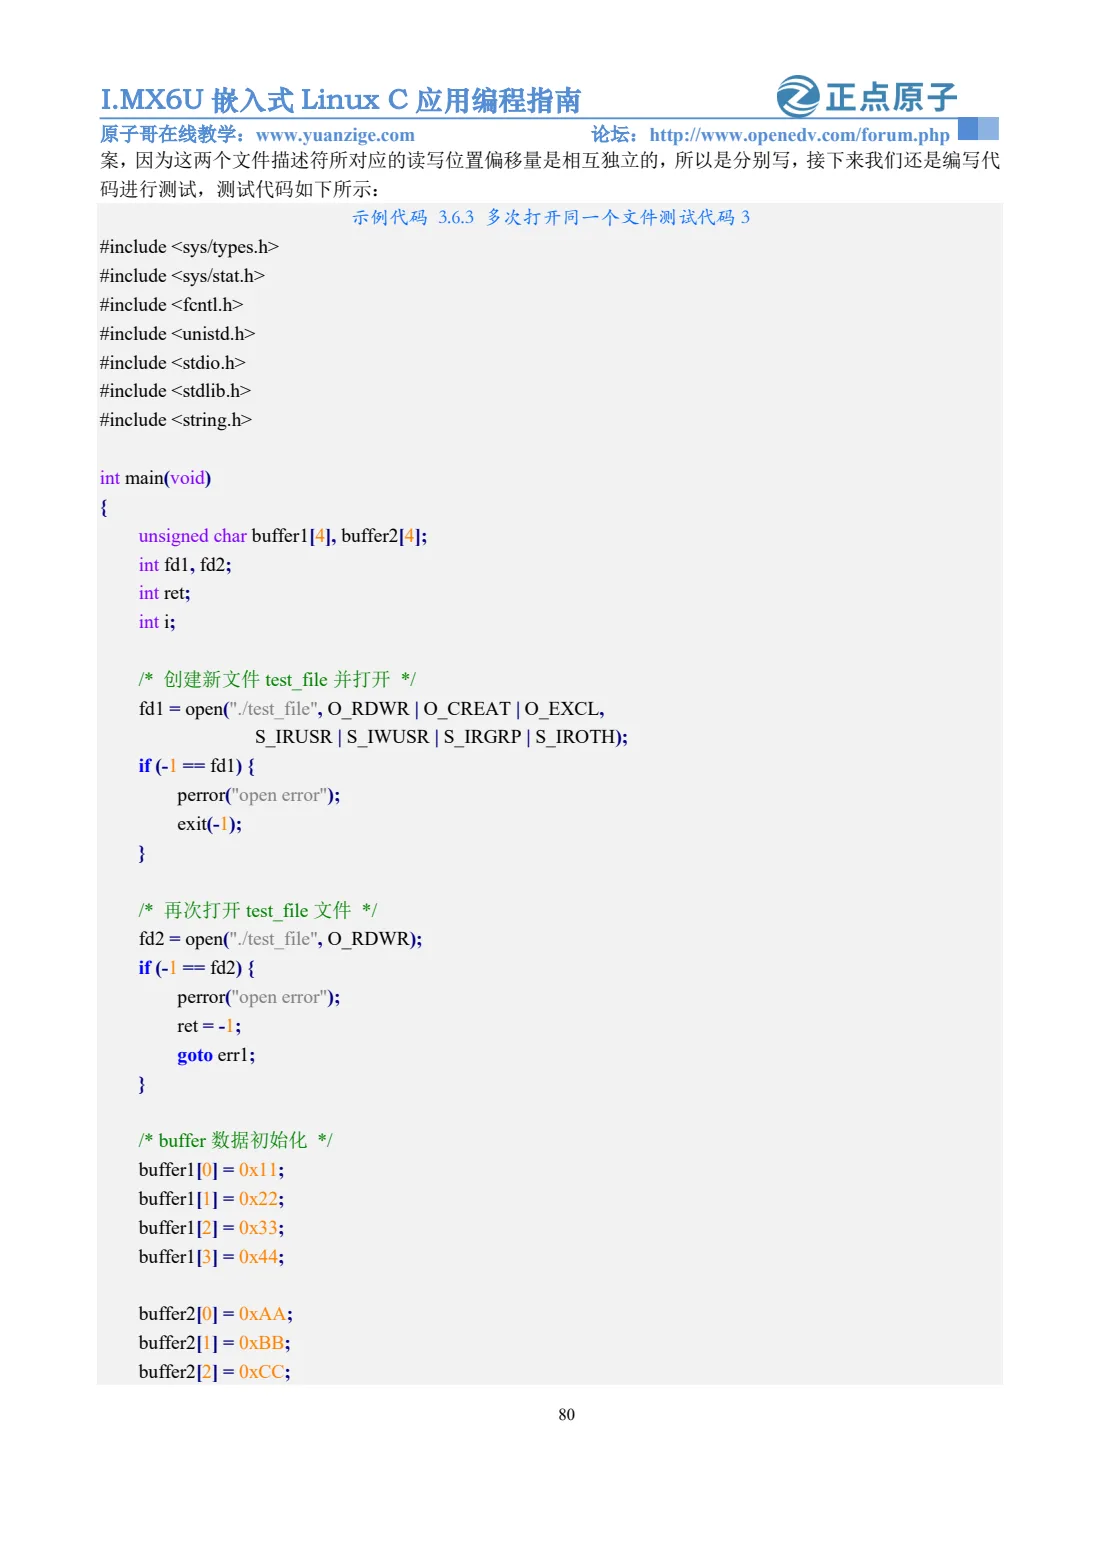 I.MX6U 嵌入式 Linux C 应用编程指南
正点原子
原子哥在线教学：www.yuanzige.com 论坛：http://www.openedv.com/forum.php
案，因为这两个文件描述符所对应的读写位置偏移量是相互独立的，所以是分别写，接下来我们还是编写代
码进行测试，测试代码如下所示：
示例代码 3.6.3 多次打开同一个文件测试代码 3
#include <sys/types.h>
#include <sys/stat.h>
#include <fcntl.h>
#include <unistd.h>
#include <stdio.h>
#include <stdlib.h>
#include <string.h>
int main(void)
{
unsigned char buffer1[4], buffer2[4];
int fd1, fd2;
int ret;
int i;
/* 创建新文件 test_file 并打开 */
fd1 = open("./test_file", O_RDWR | O_CREAT | O_EXCL,
S_IRUSR | S_IWUSR | S_IRGRP | S_IROTH);
if (-1 == fd1) {
perror("open error");
exit(-1);
}
/* 再次打开 test_file 文件 */
fd2 = open("./test_file", O_RDWR);
if (-1 == fd2) {
perror("open error");
ret = -1;
goto err1;
}
/* buffer 数据初始化 */
buffer1[0] = 0x11;
buffer1[1] = 0x22;
buffer1[2] = 0x33;
buffer1[3] = 0x44;
buffer2[0] = 0xAA;
buffer2[1] = 0xBB;
buffer2[2] = 0xCC;
80